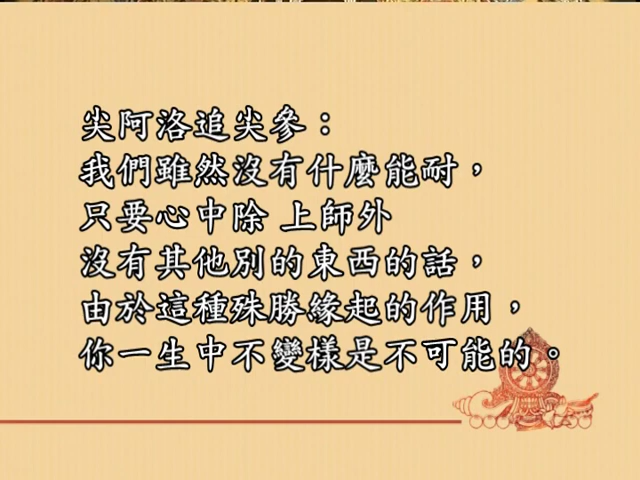 尖阿洛追尖參：
我們雖然沒有什麼能耐，
只要心中除 上師外
沒有其他別的東西的話，
由於這種殊勝緣起的作用，
你一生中不變樣是不可能的。